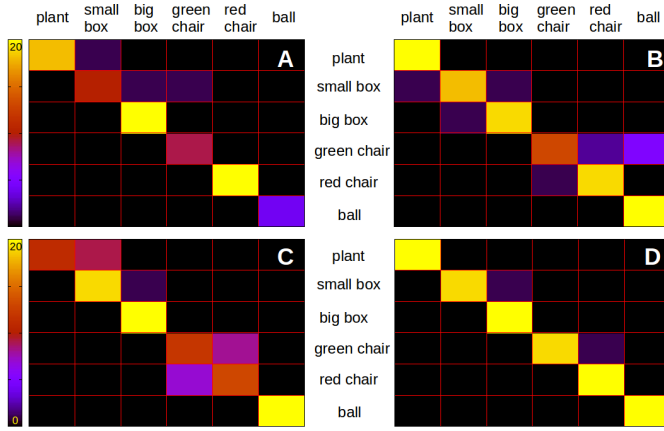 plant small box big box green chair red chair ball plant small box big box green chair red chair ball
20 A plant B
small box
big box
green chair
red chair
ball
20 C plant D
small box
big box
green chair
red chair
0 ball